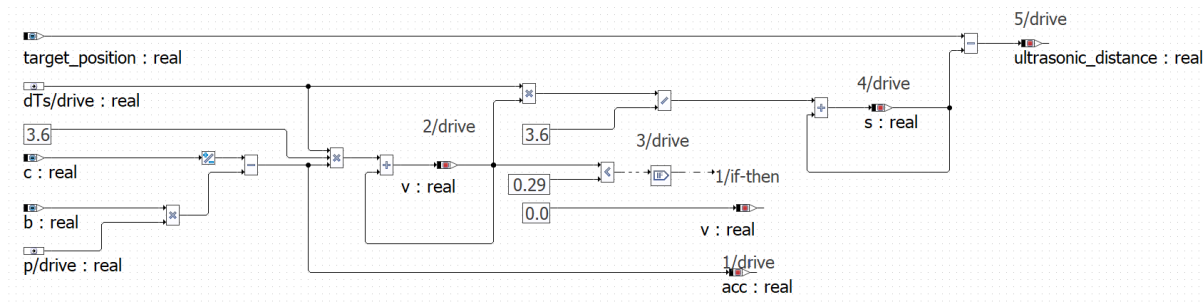 5/drive
target_position : real
ultrasonic_distance : real
dTs/drive : real
4/drive
3.6
2/drive
3.6
s : real
3/drive
c : real
v : real
0.29
1/if-then
IF
0.0
b : real
v : real
p/drive : real
1/drive
acc : real